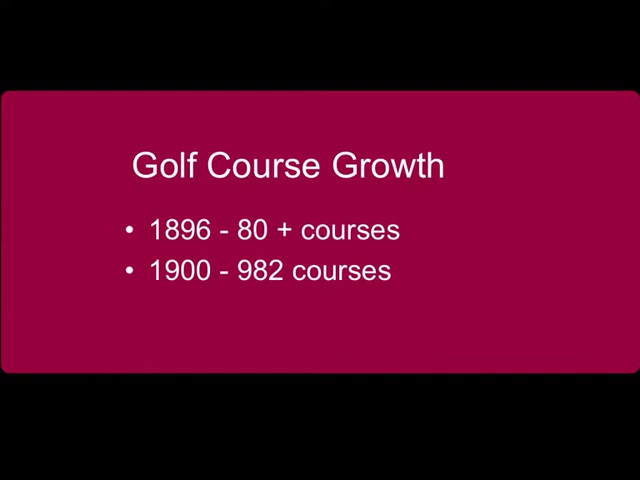 Golf Course Growth
• 1896 - 80 + courses
• 1900 - 982 courses